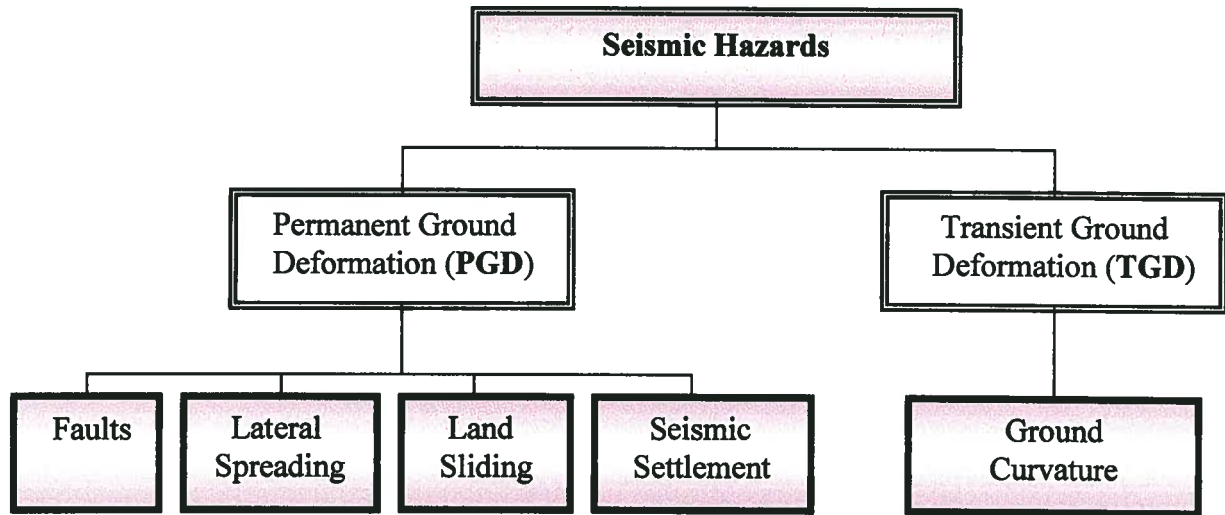 Seismic Hazards
Permanent Ground
Deformation (PGD)
Transient Ground
Deformation (TGD)
Faults
Lateral
Spreading
Land
Sliding
Seismic
Settlement
Ground
Curvature